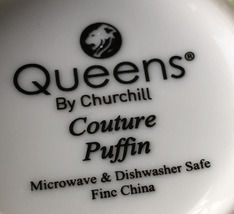 Queens®
By Churchill
Couture
Puffin
Microwave & Dishwasher Safe
Fine China